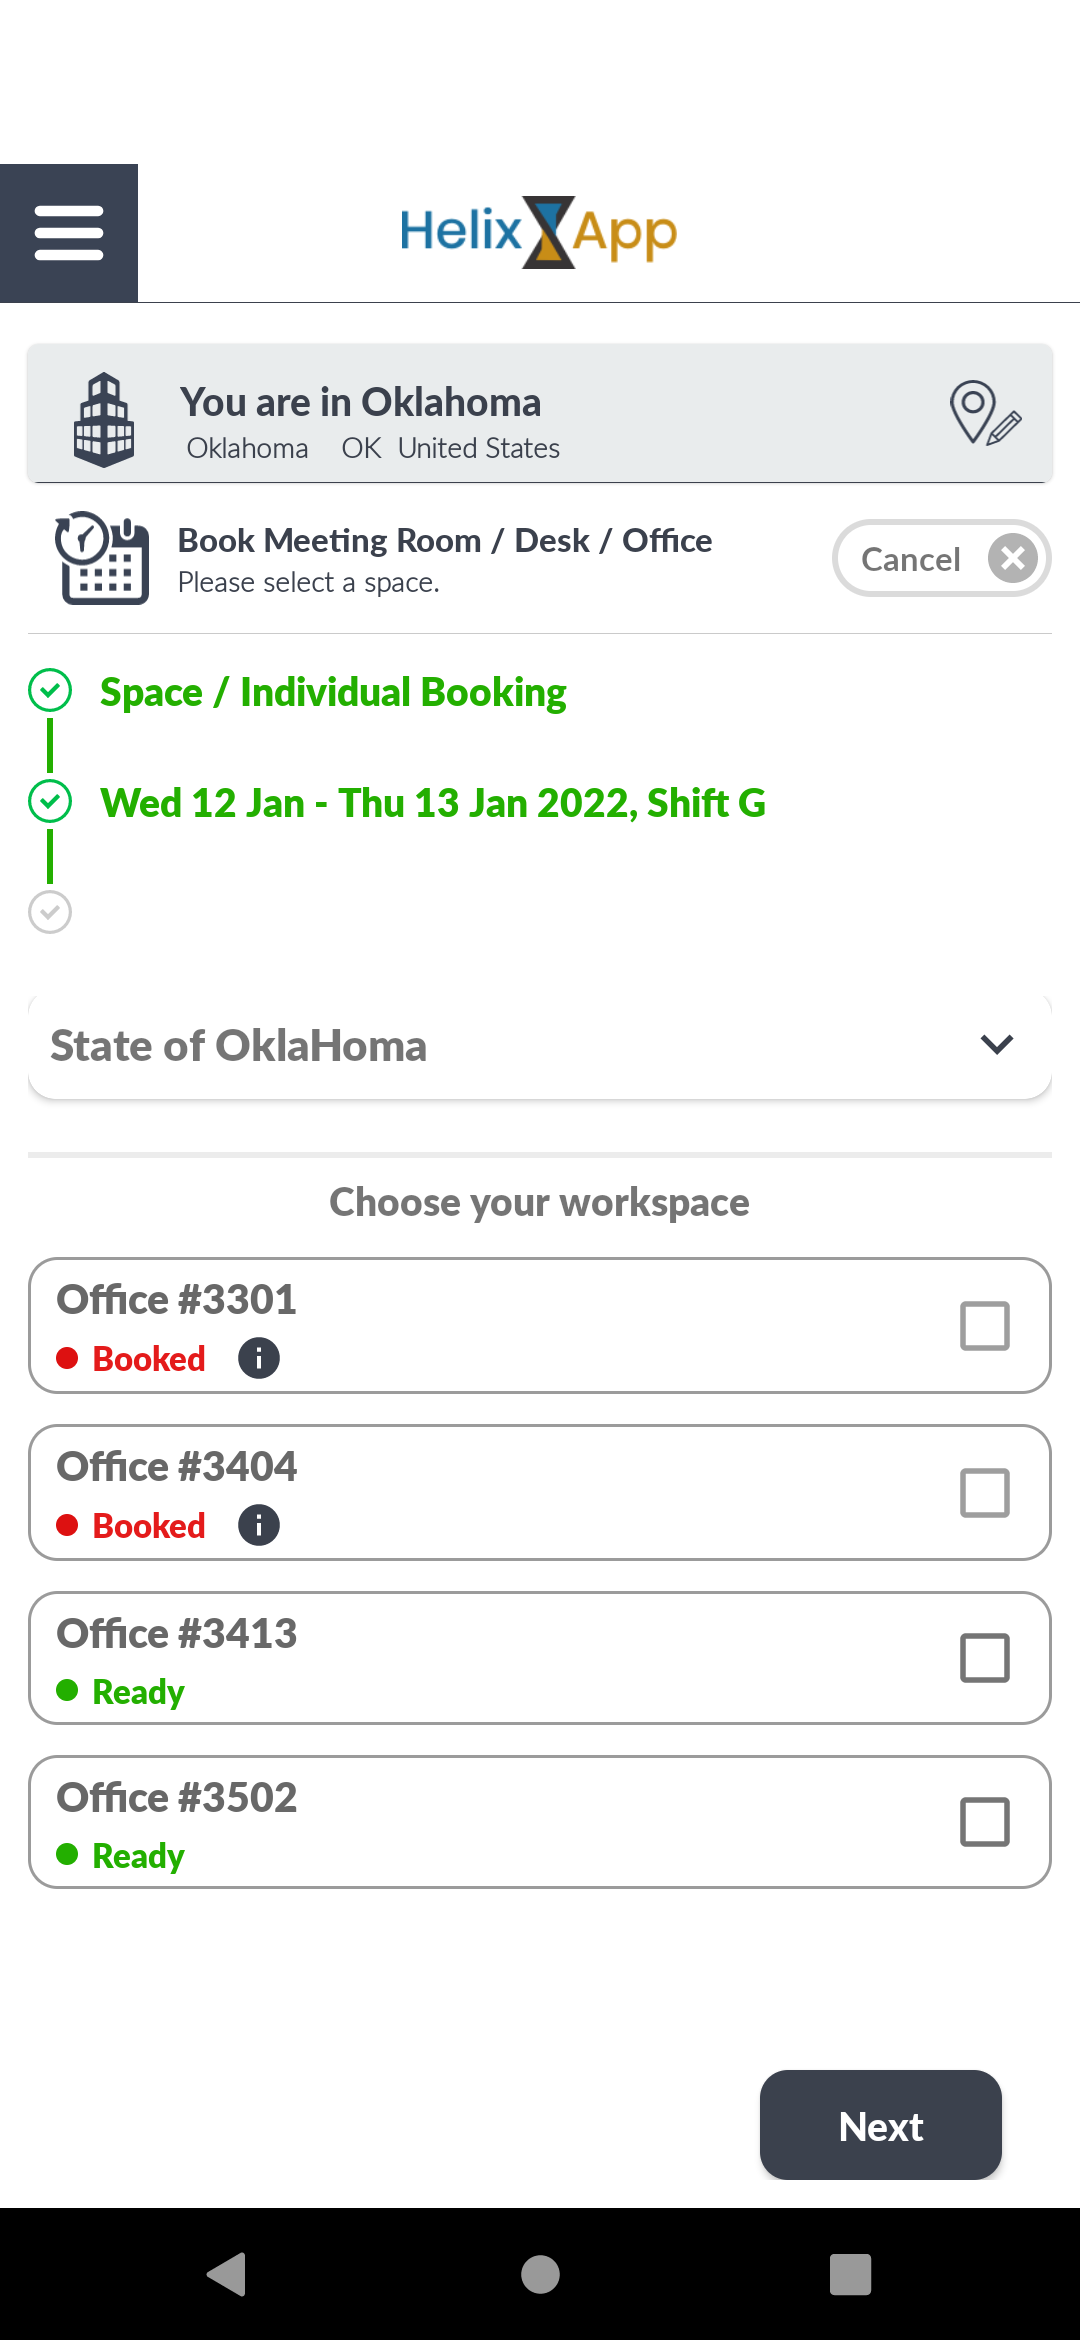 Helix App
You are in Oklahoma
Oklahoma OK United States
Book Meeting Room / Desk / Office
Please select a space.
Cancel
Space / Individual Booking
Wed 12 Jan - Thu 13 Jan 2022, Shift G
State of OklaHoma
Choose your workspace
Office #3301
Booked
Office #3404
Booked
Office #3413
Ready
Office #3502
Ready
Next